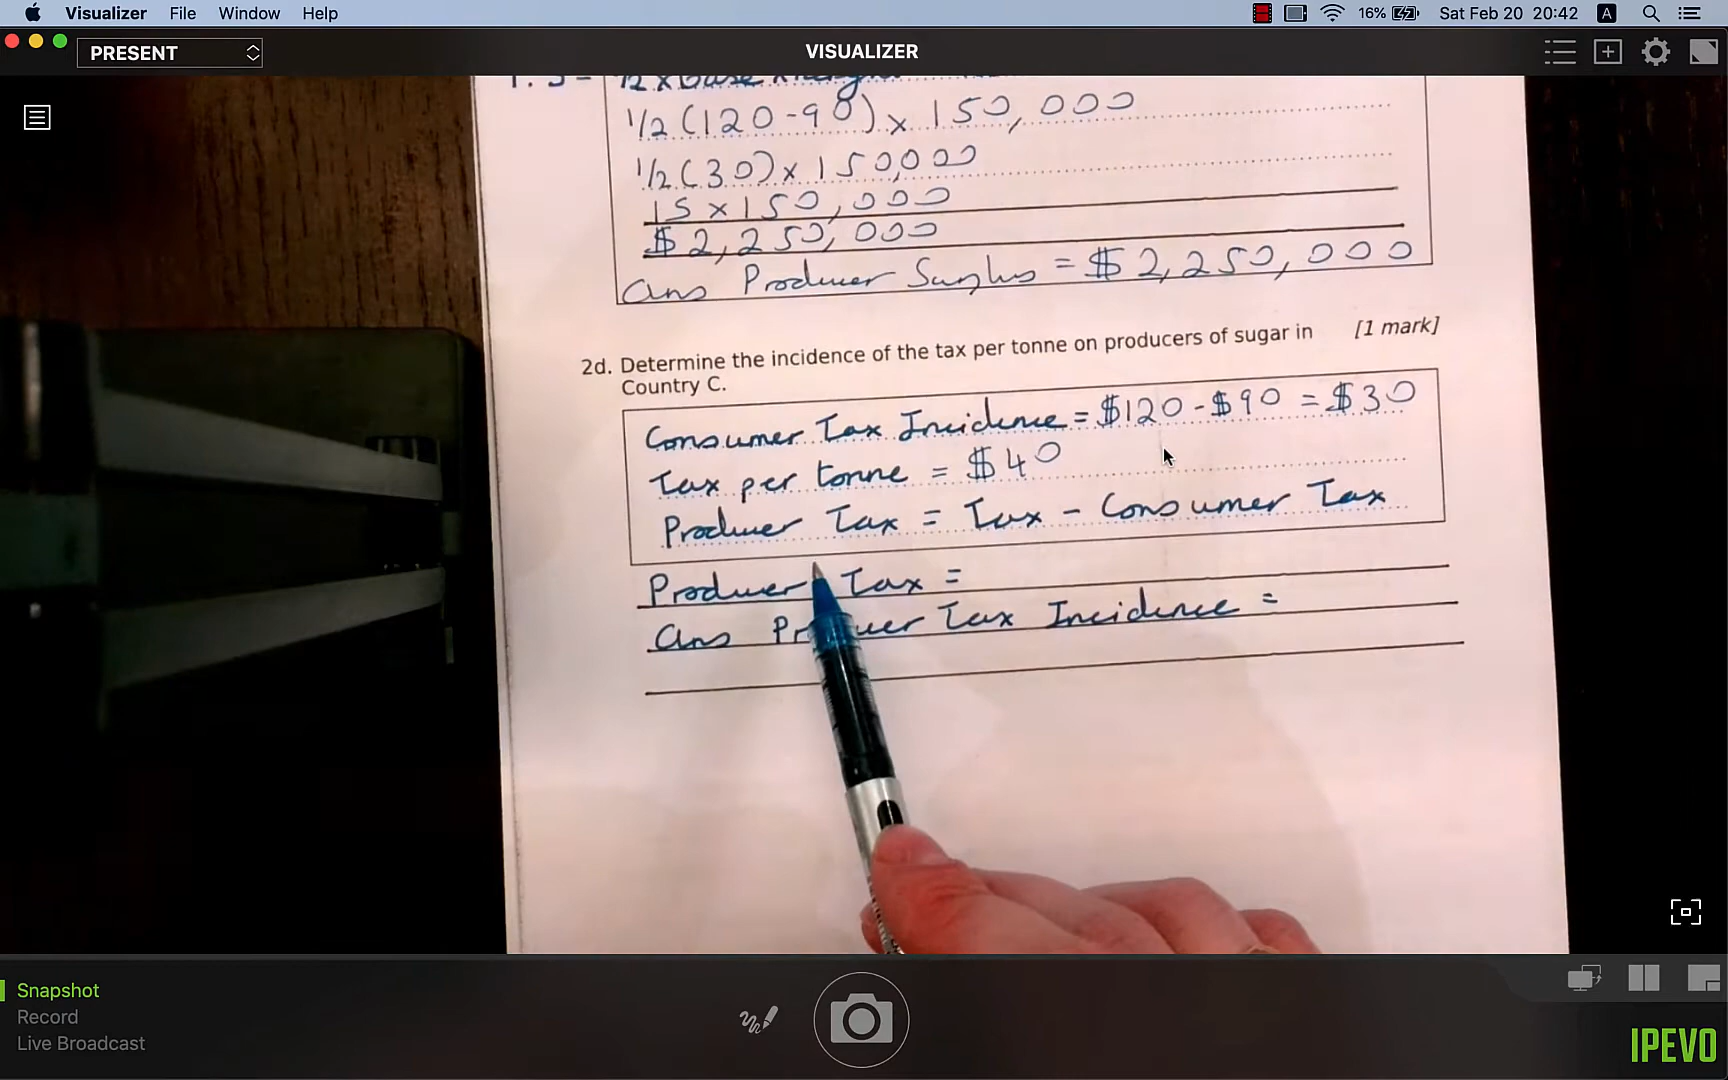 Visualizer File Window Help 16% Sat Feb 20 20:42 A
PRESENT VISUALIZER
1/2 x Base x Height
1/2 (120-90) x 150,000
1/2 (30) x 150,000
15 x 150,000
$2,250,000
Ans Producer Surplus = $2,250,000
2d. Determine the incidence of the tax per tonne on producers of sugar in [1 mark]
Country C.
Consumer Tax Incidence = $120 - $90 = $30
Tax per tonne = $40
Producer Tax = Tax - Consumer Tax
Producer Tax =
Ans Producer Tax Incidence =
Snapshot
Record
Live Broadcast
IPEVO